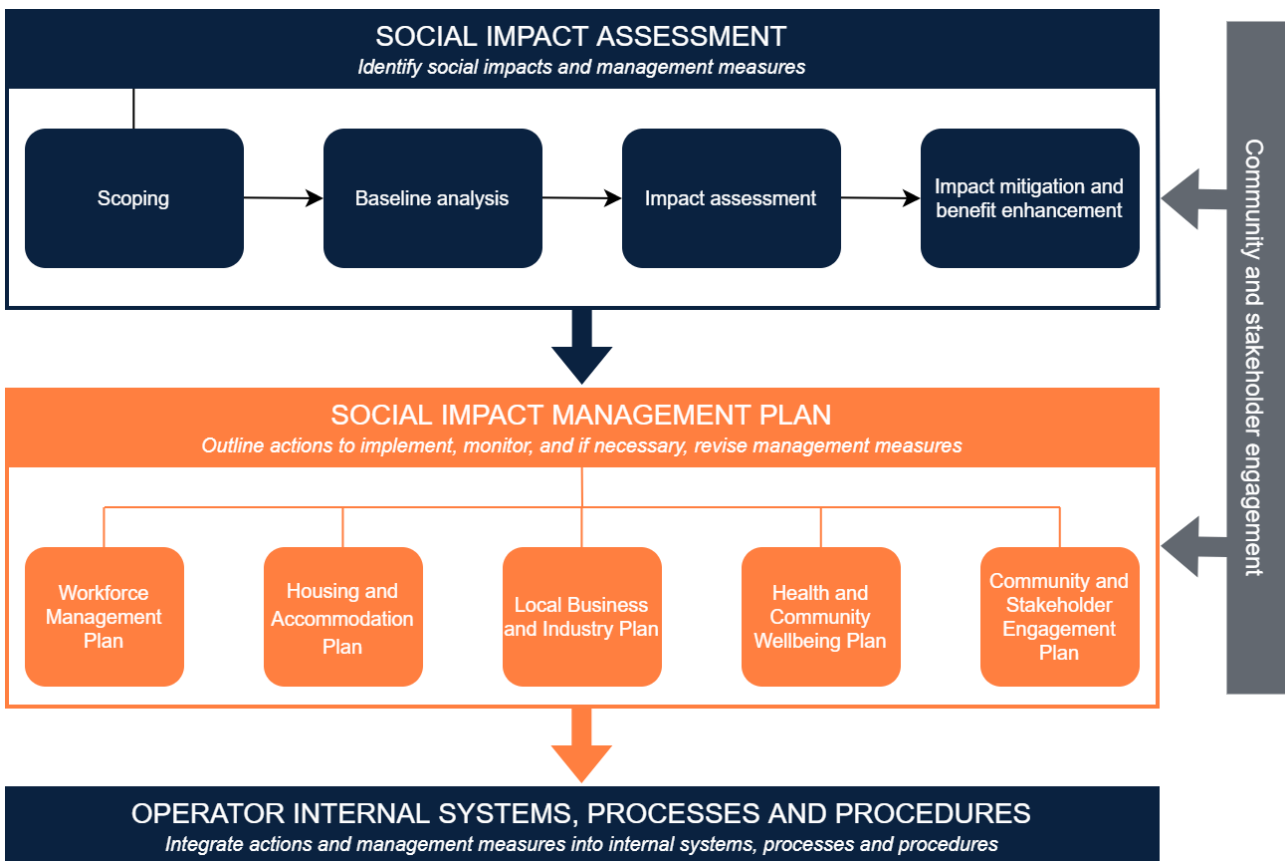 SOCIAL IMPACT ASSESSMENT
Identify social impacts and management measures
Scoping
Baseline analysis
Impact assessment
Impact mitigation and
benefit enhancement
Community and stakeholder engagement
SOCIAL IMPACT MANAGEMENT PLAN
Outline actions to implement, monitor, and if necessary, revise management measures
Workforce
Management
Plan
Housing and
Accommodation
Plan
Local Business
and Industry Plan
Health and
Community
Wellbeing Plan
Community and
Stakeholder
Engagement
Plan
OPERATOR INTERNAL SYSTEMS, PROCESSES AND PROCEDURES
Integrate actions and management measures into internal systems, processes and procedures